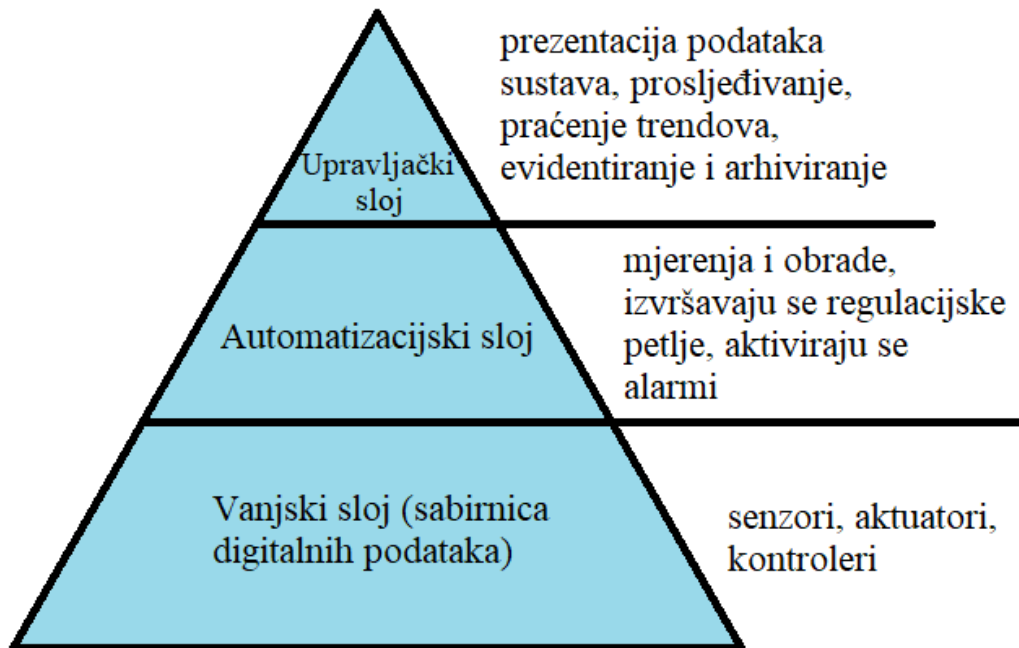 prezentacija podataka
sustava, prosljeđivanje,
praćenje trendova,
evidentiranje i arhiviranje
Upravljački
sloj
mjerenja i obrade,
izvršavaju se regulacijske
petlje, aktiviraju se
alarmi
Automatizacijski sloj
Vanjski sloj (sabirnica
digitalnih podataka)
senzori, aktuatori,
kontroleri